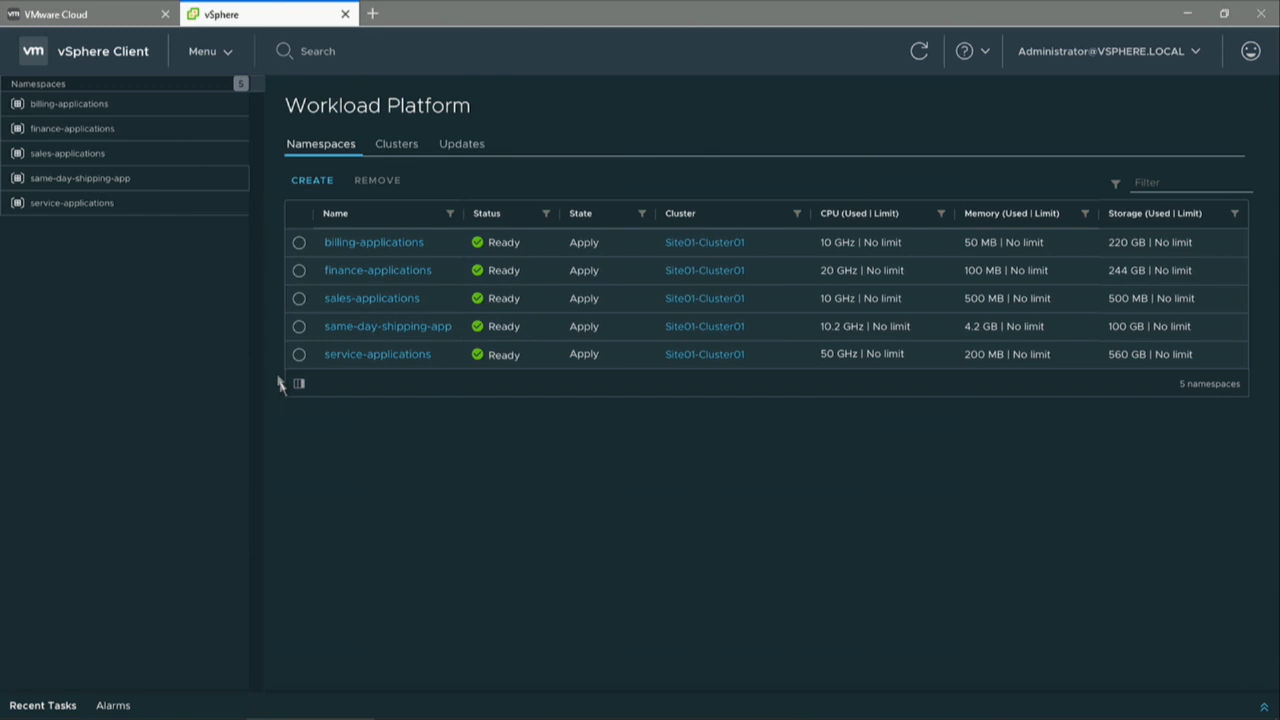 VMware Cloud
vSphere
vm vSphere Client
Menu
Search
Administrator@VSPHERE.LOCAL
Namespaces 5
billing-applications
finance-applications
sales-applications
same-day-shipping-app
service-applications
Workload Platform
Namespaces Clusters Updates
CREATE REMOVE
Filter
Name Status State Cluster CPU (Used | Limit) Memory (Used | Limit) Storage (Used | Limit)
billing-applications Ready Apply Site01-Cluster01 10 GHz | No limit 50 MB | No limit 220 GB | No limit
finance-applications Ready Apply Site01-Cluster01 20 GHz | No limit 100 MB | No limit 244 GB | No limit
sales-applications Ready Apply Site01-Cluster01 10 GHz | No limit 500 MB | No limit 500 MB | No limit
same-day-shipping-app Ready Apply Site01-Cluster01 10.2 GHz | No limit 4.2 GB | No limit 100 GB | No limit
service-applications Ready Apply Site01-Cluster01 50 GHz | No limit 200 MB | No limit 560 GB | No limit
5 namespaces
Recent Tasks Alarms